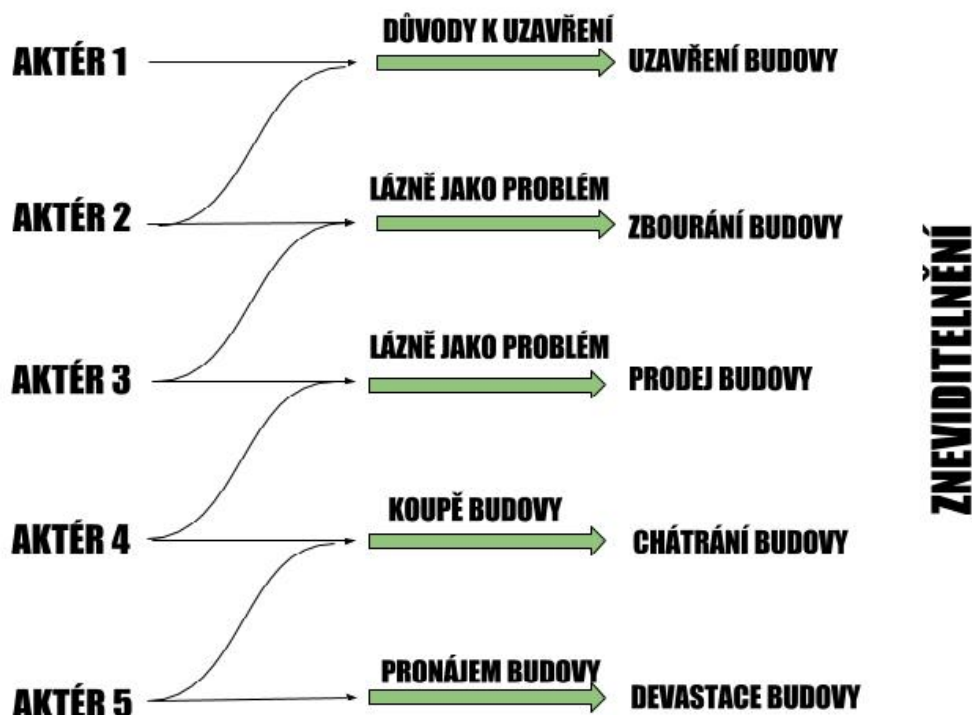 DŮVODY K UZAVŘENÍ
AKTÉR 1
UZAVŘENÍ BUDOVY
LÁZNĚ JAKO PROBLÉM
AKTÉR 2
ZBOURÁNÍ BUDOVY
LÁZNĚ JAKO PROBLÉM
AKTÉR 3
PRODEJ BUDOVY
KOUPĚ BUDOVY
AKTÉR 4
CHÁTRÁNÍ BUDOVY
PRONÁJEM BUDOVY
AKTÉR 5
DEVASTACE BUDOVY
ZNEVIDITELNĚNÍ